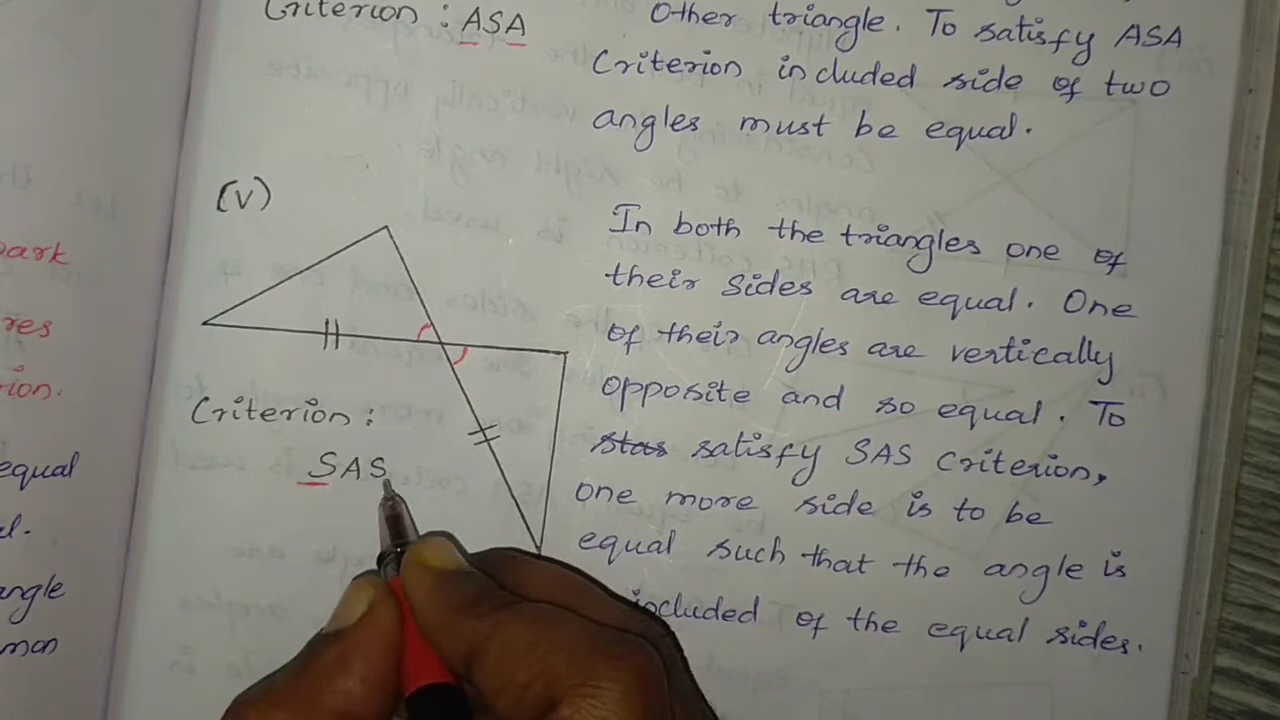 Criterion : ASA
Other triangle. To satisfy ASA
Criterion included side of two
angles must be equal.
(V)
In both the triangles one of
their sides are equal. One
of their angles are vertically
opposite and so equal. To
satisfy SAS Criterion,
one more side is to be
equal such that the angle is
included of the equal sides.
Criterion :
SAS
equal
angle